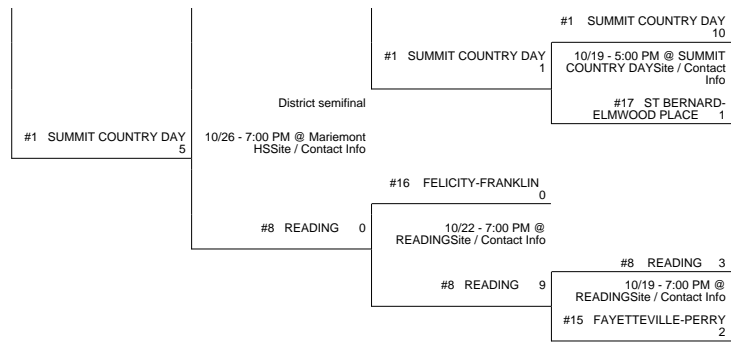 #1 SUMMIT COUNTRY DAY
10
#1 SUMMIT COUNTRY DAY
1
10/19 - 5:00 PM @ SUMMIT
COUNTRY DAYSite / Contact
Info
District semifinal
#17 ST BERNARD-
ELMWOOD PLACE 1
#1 SUMMIT COUNTRY DAY
5
10/26 - 7:00 PM @ Mariemont
HSSite / Contact Info
#16 FELICITY-FRANKLIN
0
#8 READING 0
10/22 - 7:00 PM @
READINGSite / Contact Info
#8 READING 3
#8 READING 9
10/19 - 7:00 PM @
READINGSite / Contact Info
#15 FAYETTEVILLE-PERRY
2